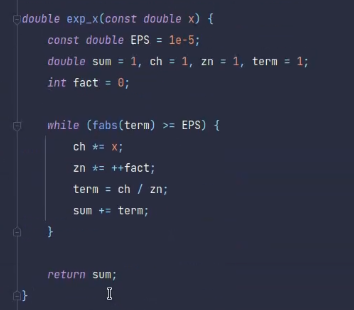 double exp_x(const double x) {
    const double EPS = 1e-5;
    double sum = 1, ch = 1, zn = 1, term = 1;
    int fact = 0;
    while (fabs(term) >= EPS) {
        ch *= x;
        zn *= ++fact;
        term = ch / zn;
        sum += term;
    }
    return sum;
}